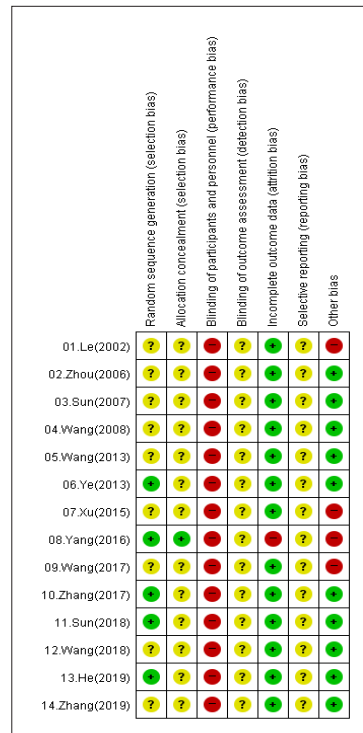 Random sequence generation (selection bias)
Allocation concealment (selection bias)
Blinding of participants and personnel (performance bias)
Blinding of outcome assessment (detection bias)
Incomplete outcome data (attrition bias)
Selective reporting (reporting bias)
Other bias
01.Le(2002) ? ? − ? + ? −
02.Zhou(2006) ? ? − ? + ? +
03.Sun(2007) ? ? − ? + ? +
04.Wang(2008) ? ? − ? + ? +
05.Wang(2013) ? ? − ? + ? +
06.Ye(2013) + ? − ? + ? +
07.Xu(2015) ? ? − ? + ? −
08.Yang(2016) + + − ? − ? −
09.Wang(2017) ? ? − ? + ? −
10.Zhang(2017) + ? − ? + ? +
11.Sun(2018) + ? − ? + ? +
12.Wang(2018) ? ? − ? + ? +
13.He(2019) + ? − ? + ? +
14.Zhang(2019) ? ? − ? + ? +